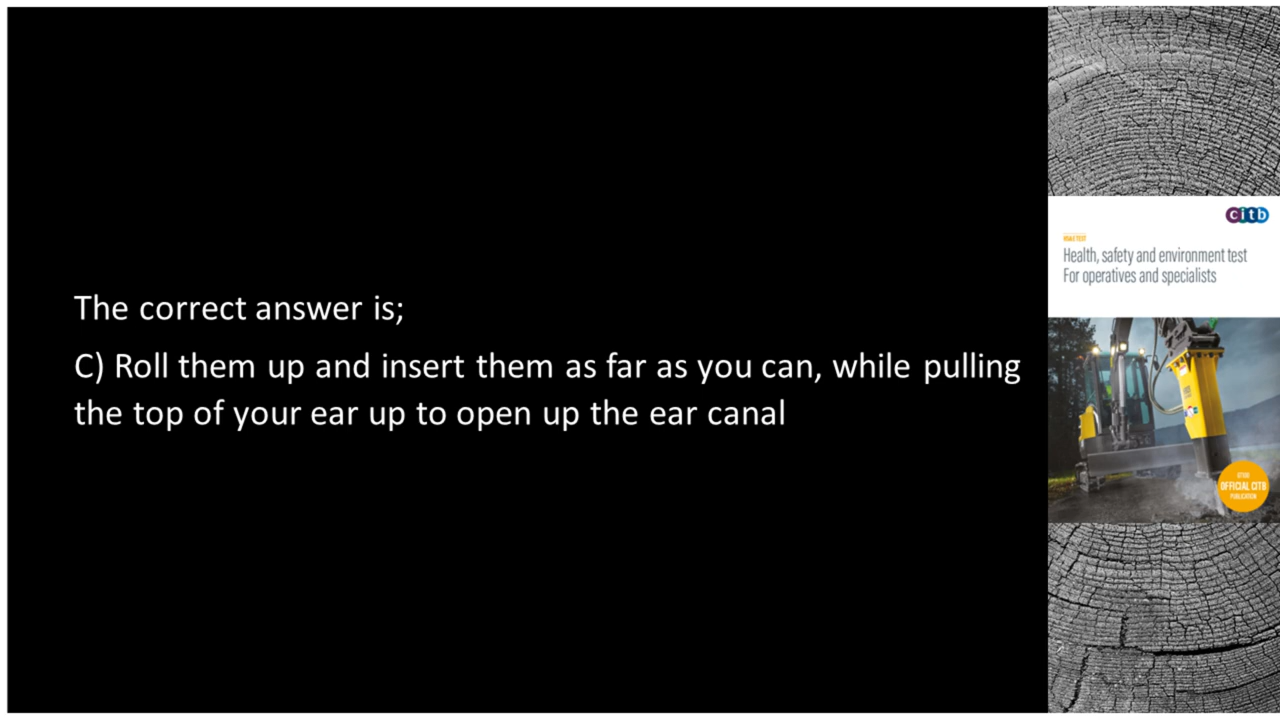 The correct answer is;
C) Roll them up and insert them as far as you can, while pulling
the top of your ear up to open up the ear canal
citb
Health, safety and environment test
For operatives and specialists
OFFICIAL CITB
PUBLICATION